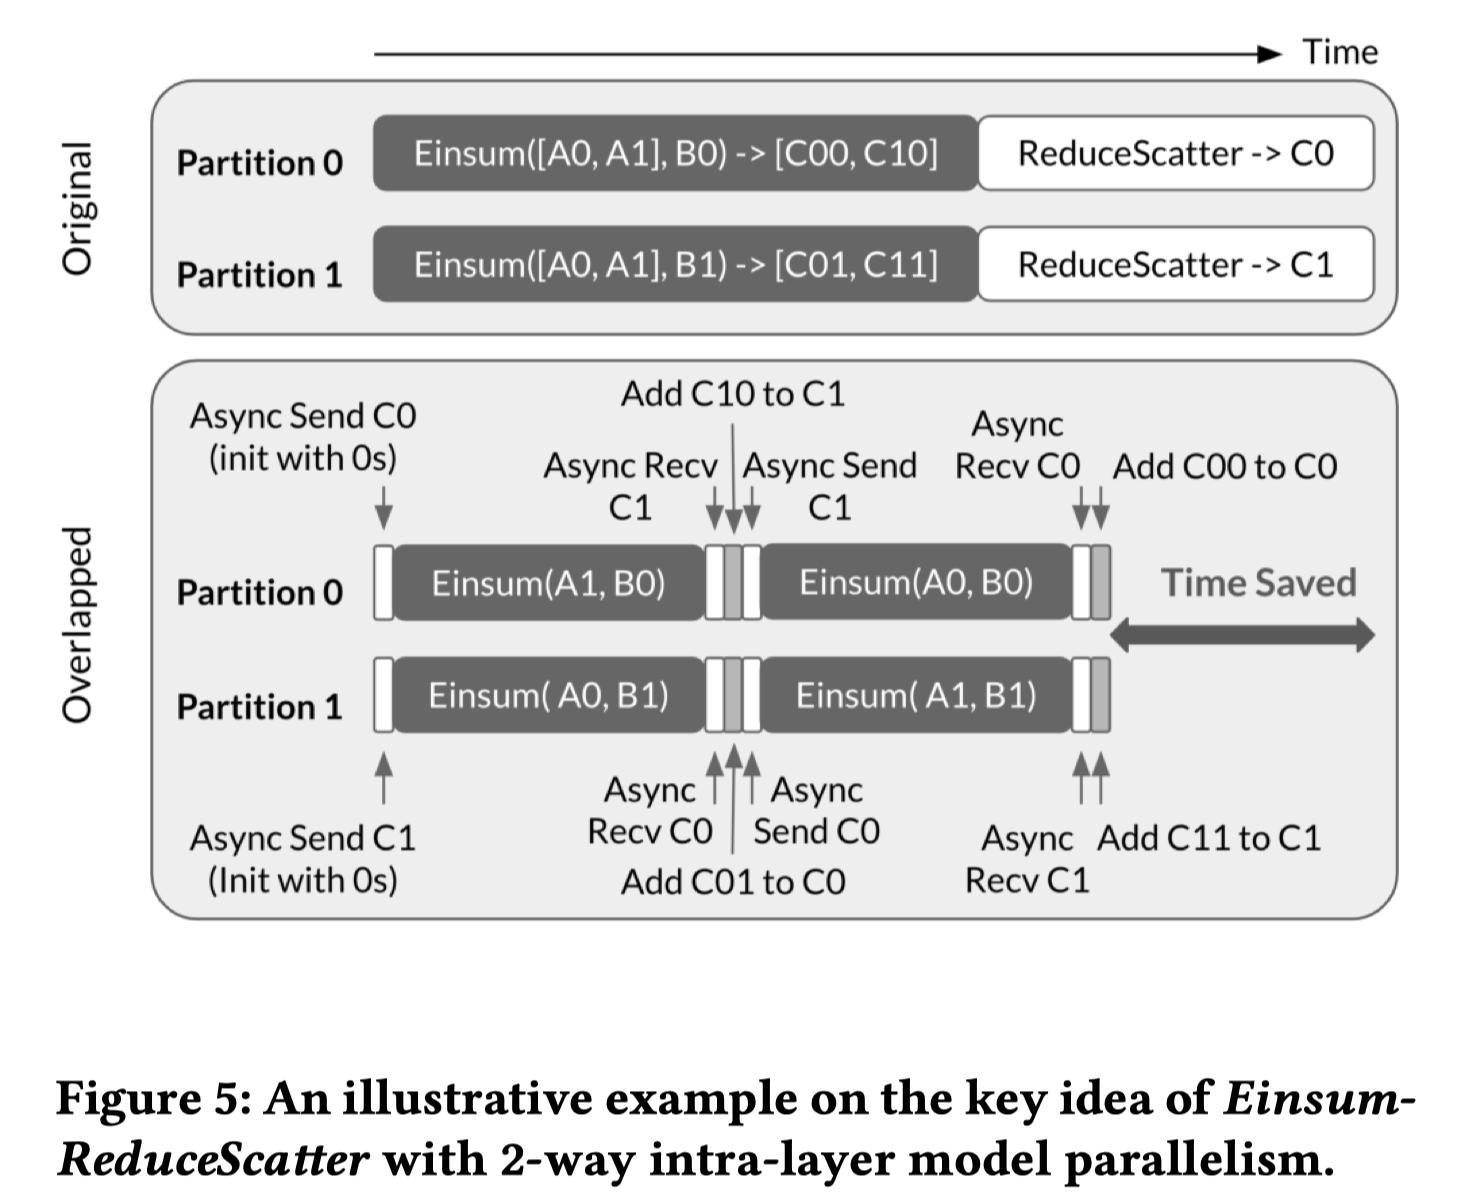 Time
Original
Partition 0
Einsum([A0, A1], B0) -> [C00, C10]
ReduceScatter -> C0
Partition 1
Einsum([A0, A1], B1) -> [C01, C11]
ReduceScatter -> C1
Overlapped
Async Send C0
(init with 0s)
Add C10 to C1
Async Recv
C1
Async Send
C1
Async
Recv C0
Add C00 to C0
Partition 0
Einsum(A1, B0)
Einsum(A0, B0)
Time Saved
Partition 1
Einsum( A0, B1)
Einsum( A1, B1)
Async Send C1
(Init with 0s)
Async
Recv C0
Add C01 to C0
Async
Send C0
Async
Recv C1
Add C11 to C1
Figure 5: An illustrative example on the key idea of Einsum-
ReduceScatter with 2-way intra-layer model parallelism.